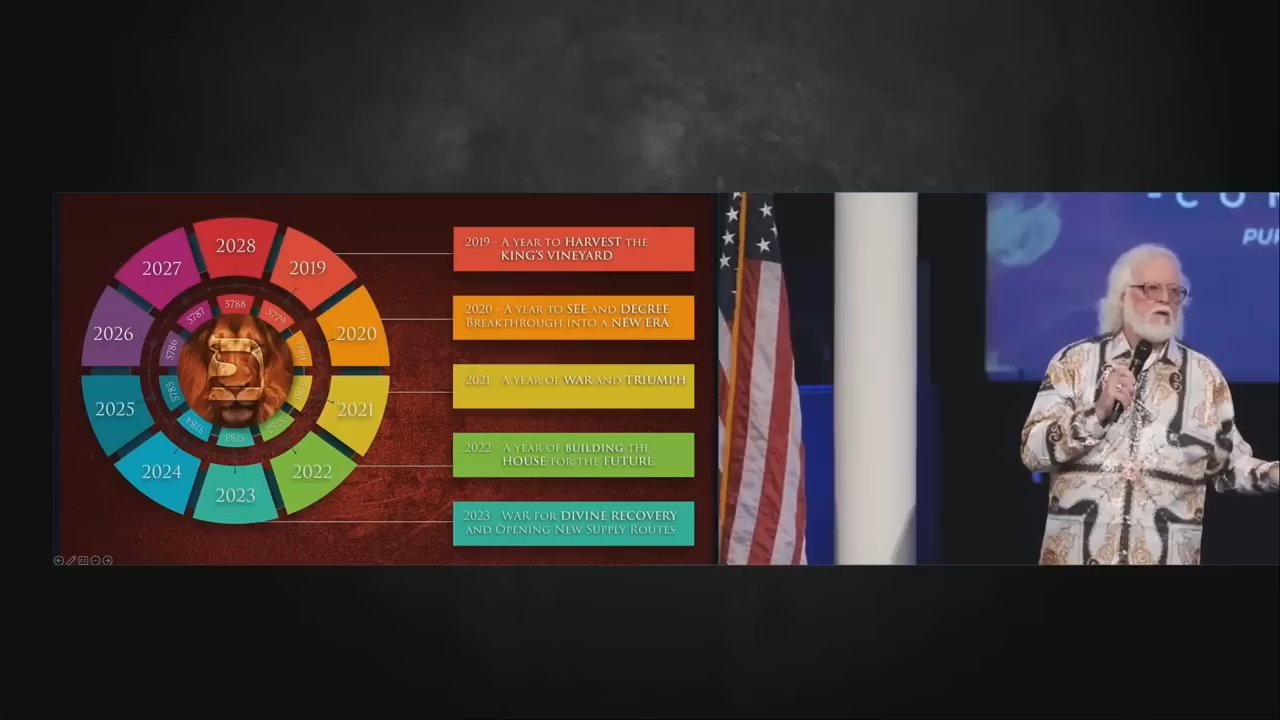 2028
2019
2020
2021
2022
2023
2024
2025
2026
2027
5788
5779
5780
5782
5783
5784
5785
5786
5787
פ
2019 - A YEAR TO HARVEST THE
KING'S VINEYARD
2020 - A YEAR TO SEE AND DECREE
BREAKTHROUGH INTO A NEW ERA
2021 - A YEAR OF WAR AND TRIUMPH
2022 - A YEAR OF BUILDING THE
HOUSE FOR THE FUTURE
2023 - WAR FOR DIVINE RECOVERY
AND OPENING NEW SUPPLY ROUTES